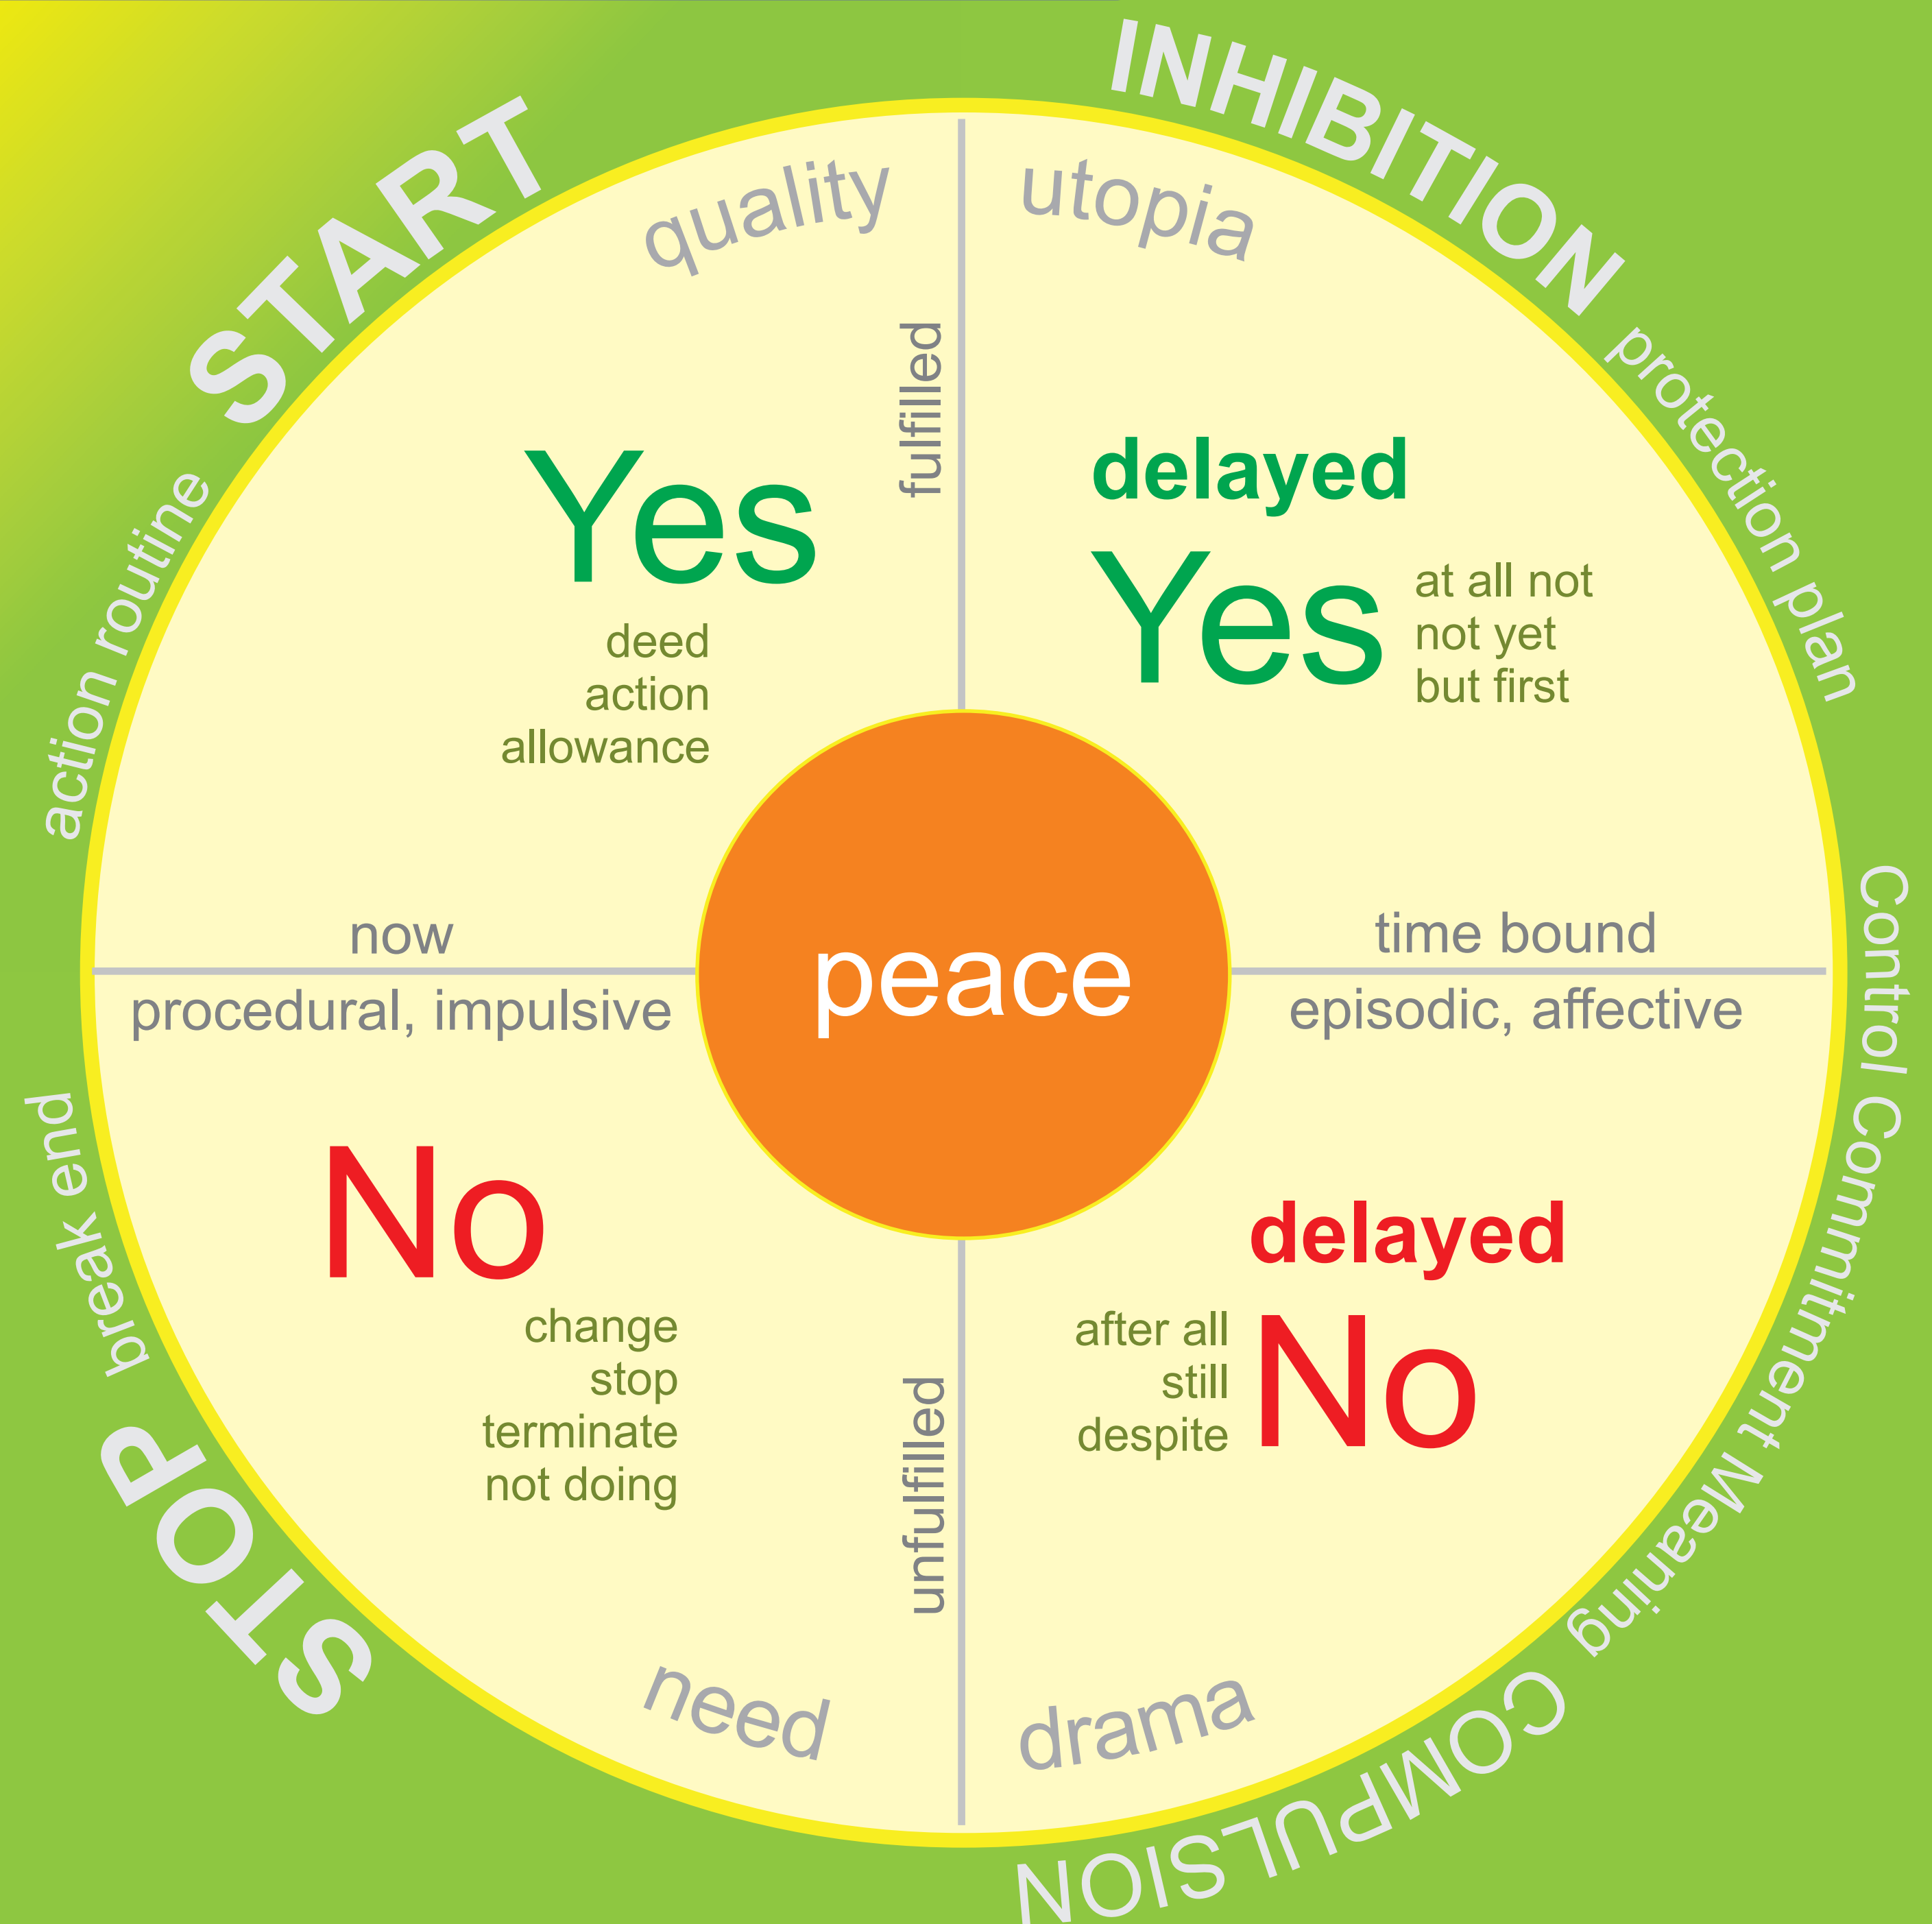 START
action routine
INHIBITION protection plan
quality
utopia
fulfilled
Yes
deed
action
allowance
delayed
Yes
at all not
not yet
but first
now
procedural, impulsive
peace
time bound
episodic, affective
No
change
stop
terminate
not doing
delayed
No
after all
still
despite
unfulfilled
need
drama
STOP break end
Control Commitment Meaning COMPULSION